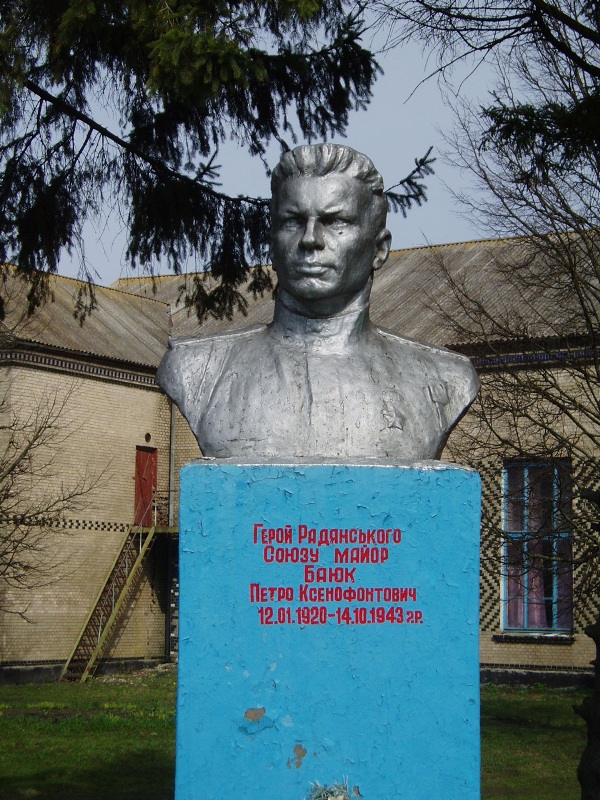 Герой Радянського
Союзу майор
Баюк
Петро Ксенофонтович
12.01.1920-14.10.1943 р.р.